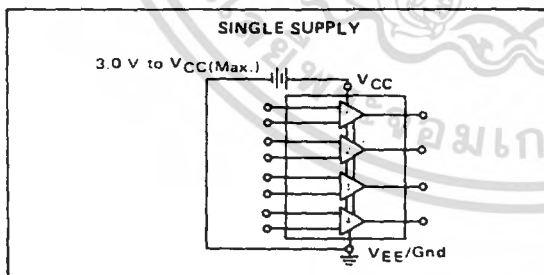 SINGLE SUPPLY
3.0 V to VCC(Max.)
VCC
1
2
3
4
VEE/Gnd